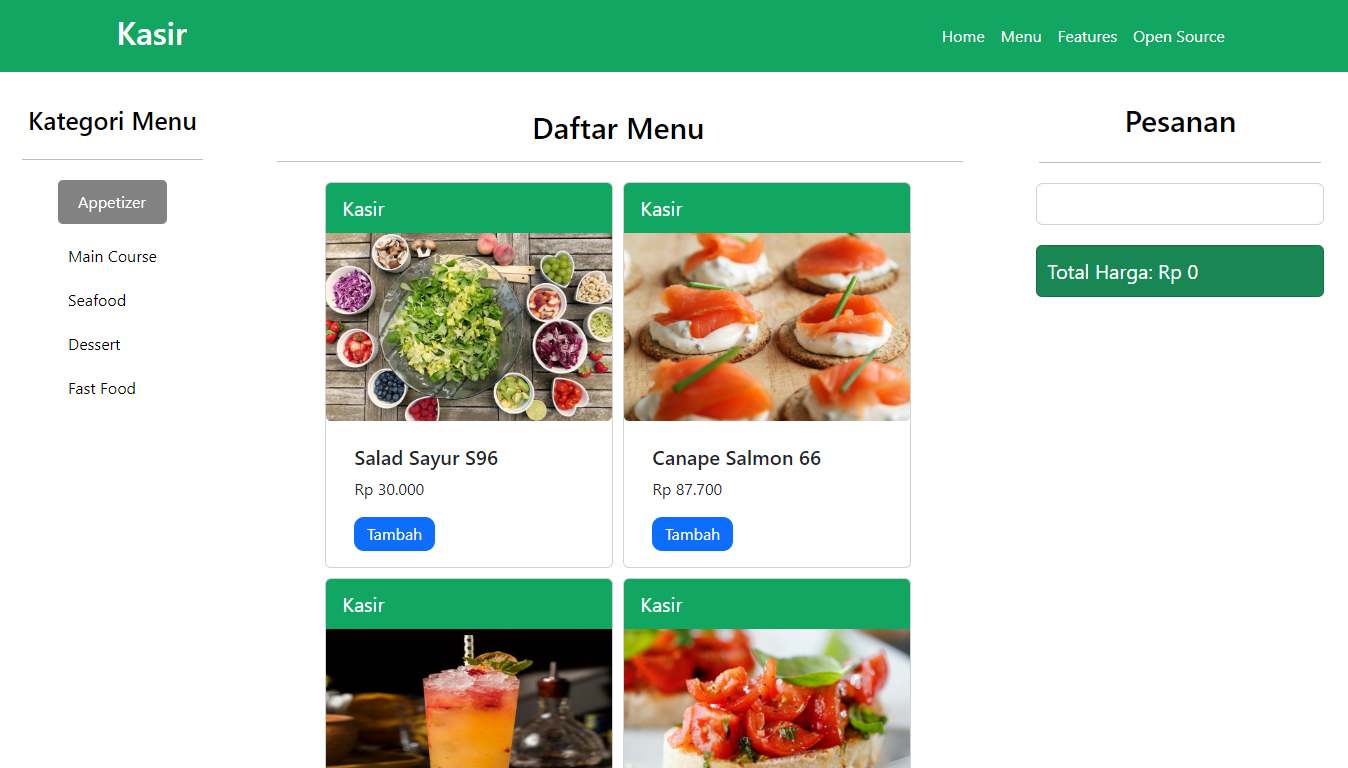 Kasir
Home Menu Features Open Source
Kategori Menu
Appetizer
Main Course
Seafood
Dessert
Fast Food
Daftar Menu
Kasir
Salad Sayur S96
Rp 30.000
Tambah
Kasir
Canape Salmon 66
Rp 87.700
Tambah
Kasir
Kasir
Pesanan
Total Harga: Rp 0